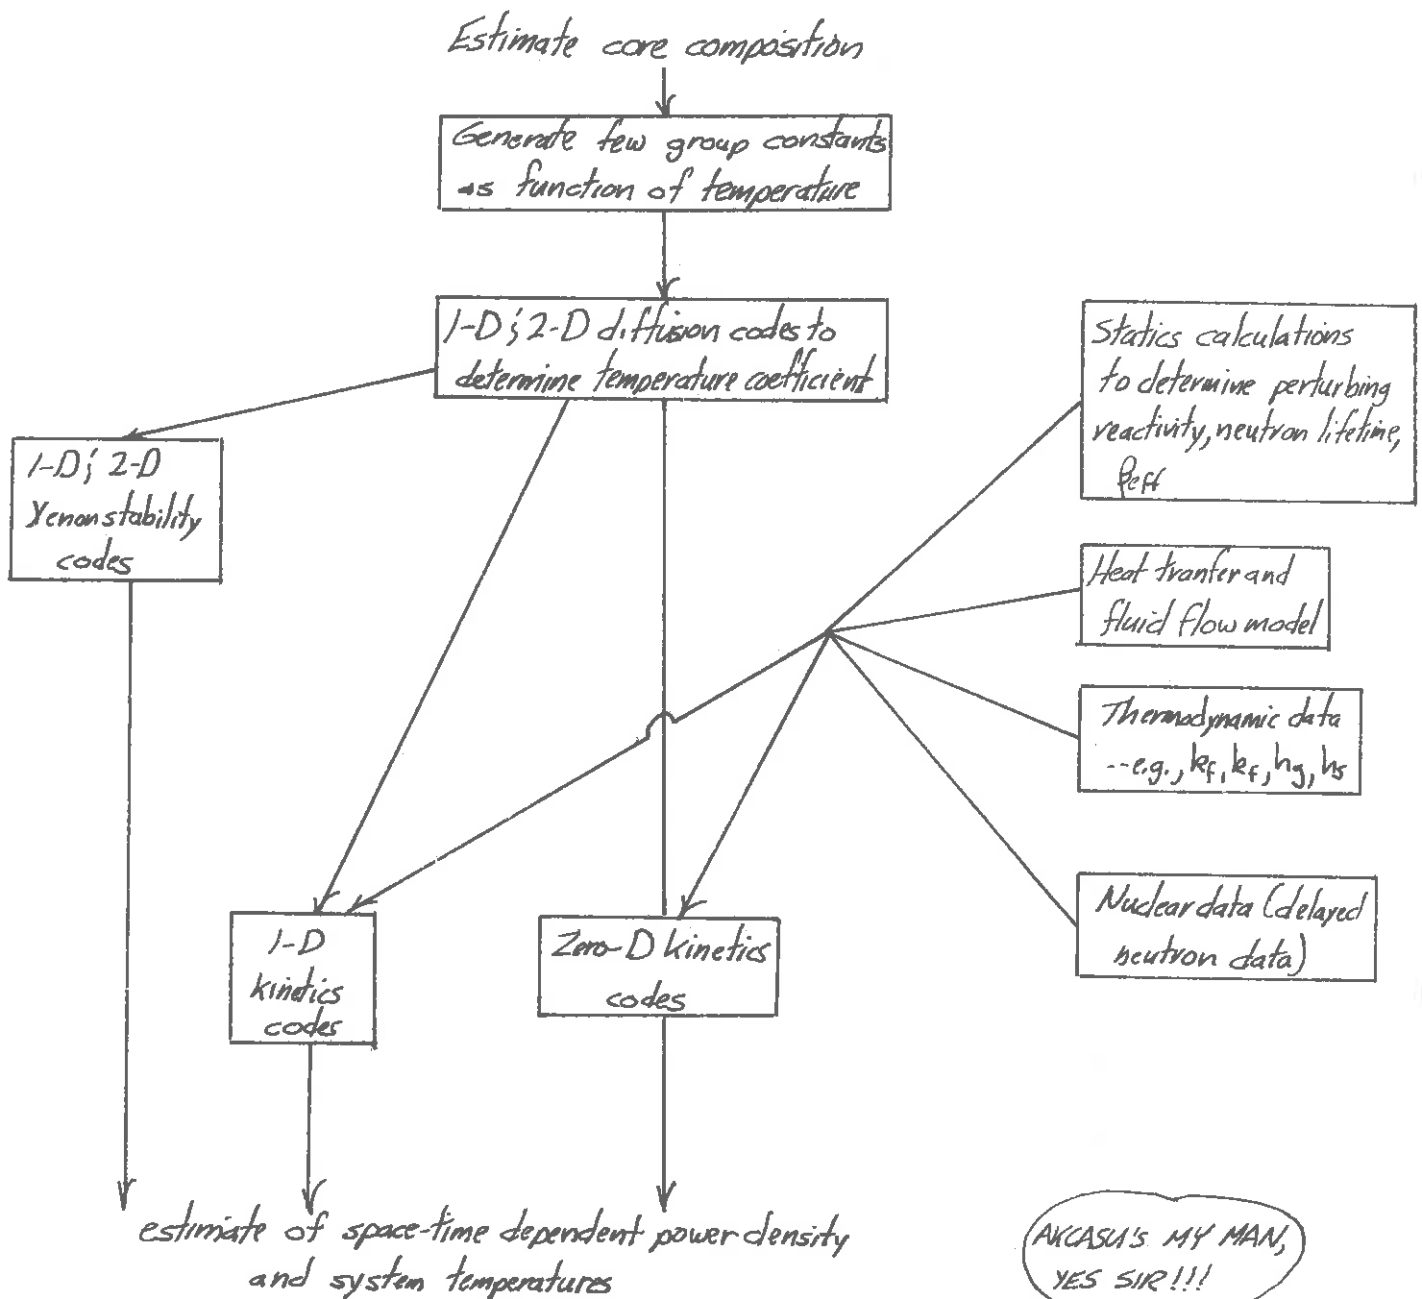 Estimate core composition
Generate few group constants
as function of temperature
1-D & 2-D diffusion codes to
determine temperature coefficient
Statics calculations
to determine perturbing
reactivity, neutron lifetime,
βeff
1-D & 2-D
Xenon stability
codes
Heat tranfer and
fluid flow model
Thermodynamic data
--e.g., kf, kf, hg, hs
Nuclear data (delayed
neutron data)
1-D
kinetics
codes
Zero-D kinetics
codes
estimiate of space-time dependent power density
and system temperatures
AKCASU'S MY MAN,
YES SIR!!!